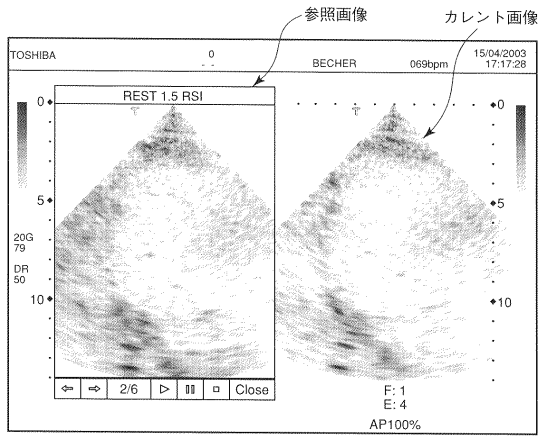 参照画像
カレント画像
TOSHIBA
0
- -
BECHER
069bpm
15/04/2003
17:17:28
REST 1.5 RSI
0
5
10
20G
79
DR
50
0
5
10
2/6
Close
F: 1
E: 4
AP100%